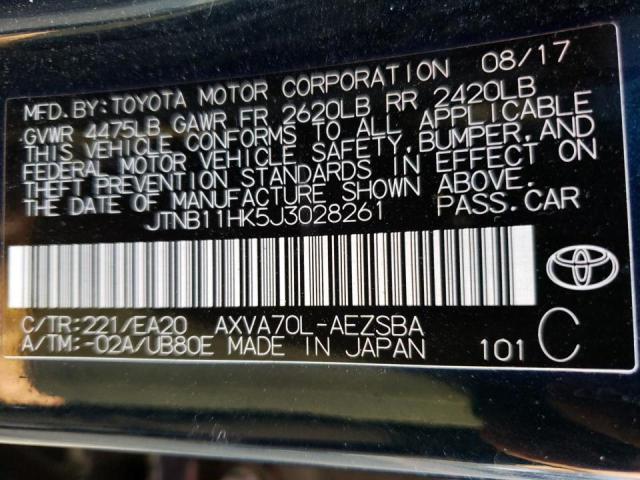 MFD.BY:TOYOTA MOTOR CORPORATION 08/17
GVWR 4475LB GAWR FR 2620LB RR 2420LB
THIS VEHICLE CONFORMS TO ALL APPLICABLE
FEDERAL MOTOR VEHICLE SAFETY,BUMPER,AND
THEFT PREVENTION STANDARDS IN EFFECT ON
THE DATE OF MANUFACTURE SHOWN ABOVE.
JTNB11HK5J3028261 PASS.CAR
C/TR:221/EA20 AXVA70L-AEZSBA
A/TM:-02A/UB80E MADE IN JAPAN 101 C